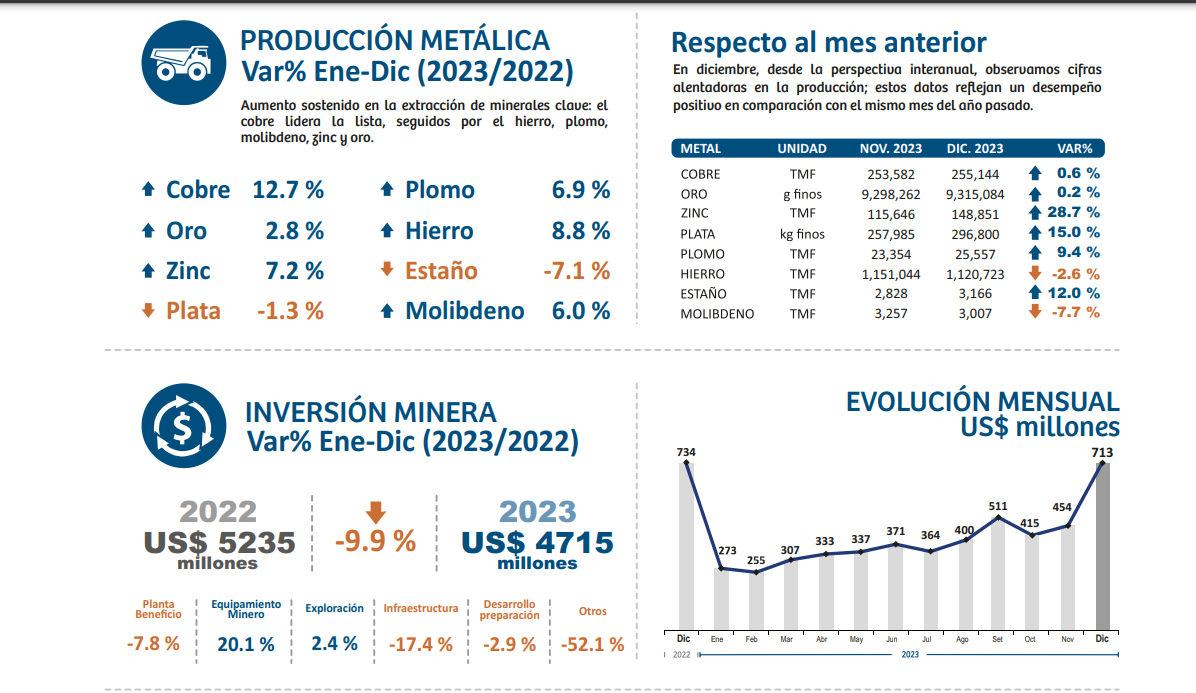 PRODUCCIÓN METÁLICA
Var% Ene-Dic (2023/2022)
Aumento sostenido en la extracción de minerales clave: el
cobre lidera la lista, seguidos por el hierro, plomo,
molibdeno, zinc y oro.
Cobre 12.7 %
Oro 2.8 %
Zinc 7.2 %
Plata -1.3 %
Plomo 6.9 %
Hierro 8.8 %
Estaño -7.1 %
Molibdeno 6.0 %
Respecto al mes anterior
En diciembre, desde la perspectiva interanual, observamos cifras
alentadoras en la producción; estos datos reflejan un desempeño
positivo en comparación con el mismo mes del año pasado.
METAL UNIDAD NOV. 2023 DIC. 2023 VAR%
COBRE TMF 253,582 255,144 0.6 %
ORO g finos 9,298,262 9,315,084 0.2 %
ZINC TMF 115,646 148,851 28.7 %
PLATA kg finos 257,985 296,800 15.0 %
PLOMO TMF 23,354 25,557 9.4 %
HIERRO TMF 1,151,044 1,120,723 -2.6 %
ESTAÑO TMF 2,828 3,166 12.0 %
MOLIBDENO TMF 3,257 3,007 -7.7 %
$
INVERSIÓN MINERA
Var% Ene-Dic (2023/2022)
2022
US$ 5235
millones
-9.9 %
2023
US$ 4715
millones
Planta
Beneficio
-7.8 %
Equipamiento
Minero
20.1 %
Exploración
2.4 %
Infraestructura
-17.4 %
Desarrollo
preparación
-2.9 %
Otros
-52.1 %
EVOLUCIÓN MENSUAL
US$ millones
734 273 255 307 333 337 371 364 400 511 415 454 713
Dic Ene Feb Mar Abr May Jun Jul Ago Set Oct Nov Dic
2022 2023